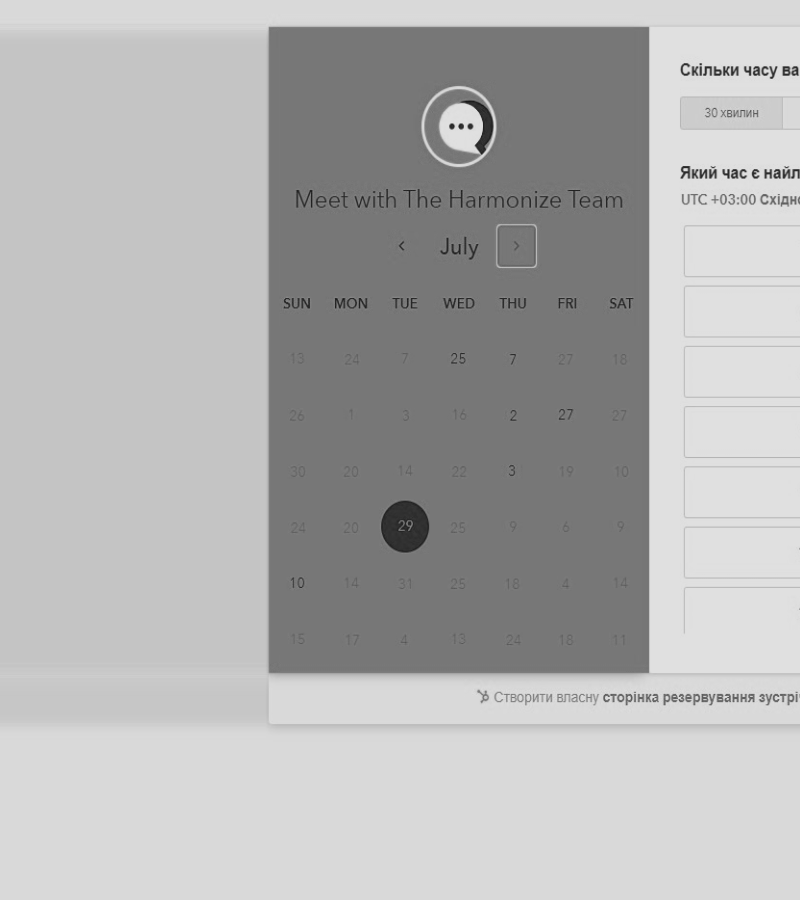 Meet with The Harmonize Team
July
SUN MON TUE WED THU FRI SAT
13 24 7 25 7 27 18
26 1 3 16 2 27 27
30 20 14 22 3 19 10
24 20 29 25 9 6 9
10 14 31 25 18 4 14
15 17 4 13 24 18 11
Скільки часу ва
30 хвилин
Який час є найл
UTC +03:00 Східно
Створити власну сторінка резервування зустріч